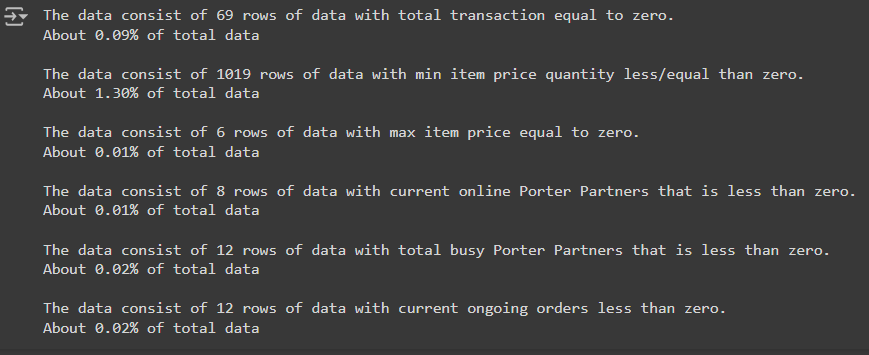 The data consist of 69 rows of data with total transaction equal to zero.
About 0.09% of total data
The data consist of 1019 rows of data with min item price quantity less/equal than zero.
About 1.30% of total data
The data consist of 6 rows of data with max item price equal to zero.
About 0.01% of total data
The data consist of 8 rows of data with current online Porter Partners that is less than zero.
About 0.01% of total data
The data consist of 12 rows of data with total busy Porter Partners that is less than zero.
About 0.02% of total data
The data consist of 12 rows of data with current ongoing orders less than zero.
About 0.02% of total data